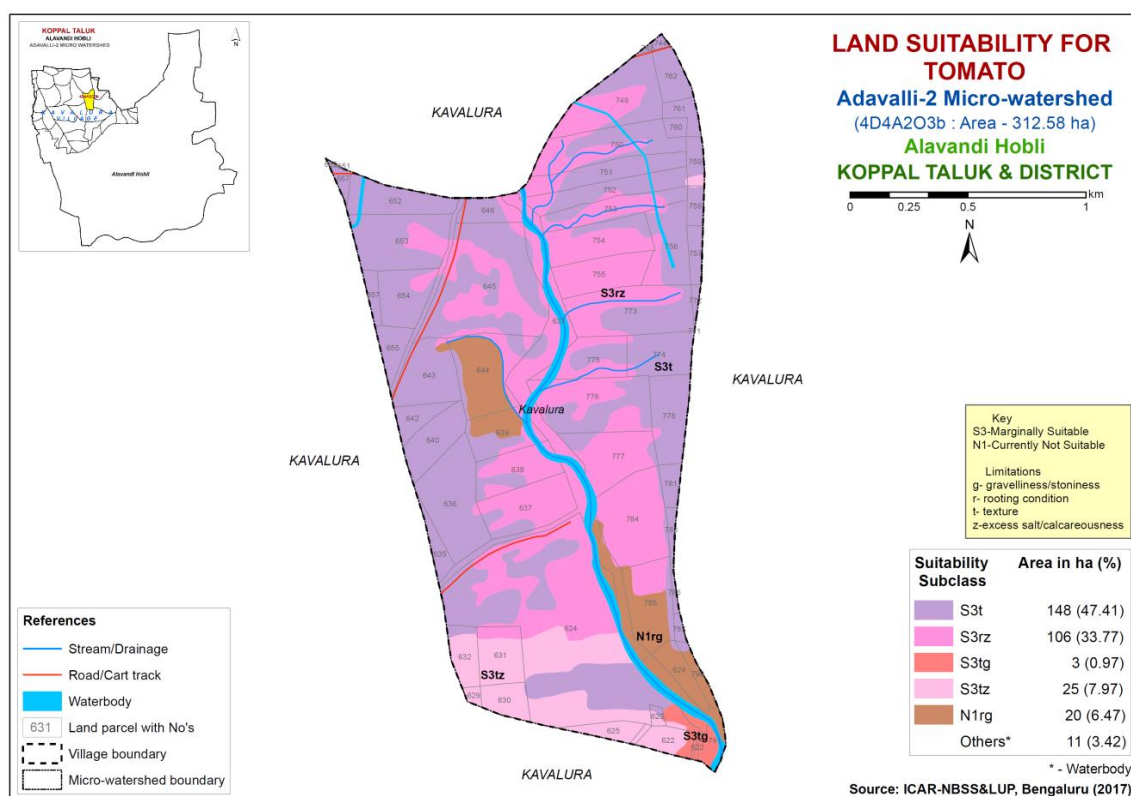 KOPPAL TALUK
ALAVANDI HOBLI
ADAVALLI-2 MICRO WATERSHED
N
KAVALURA
VILLAGE
Alavandi Hobli
LAND SUITABILITY FOR
TOMATO
Adavalli-2 Micro-watershed
(4D4A2O3b : Area - 312.58 ha)
Alavandi Hobli
KOPPAL TALUK & DISTRICT
km
0 0.25 0.5 1
N
KAVALURA
762
749
761
760
750
759
751
752
758
753
651
667
652
646
653
754
756
757
755
645
654
S3rz
773
655
775
774
S3t
644
643
776
KAVALURA
642
Kavalura
778
639
640
KAVALURA
777
638
781
636
637
784
635
785
624
N1rg
624
632
631
S3tz
629
630
623
625
622
S3tg
622
KAVALURA
Key
S3-Marginally Suitable
N1-Currently Not Suitable
Limitations
g- gravelliness/stoniness
r- rooting condition
t- texture
z-excess salt/calcareousness
Suitability Subclass Area in ha (%)
S3t 148 (47.41)
S3rz 106 (33.77)
S3tg 3 (0.97)
S3tz 25 (7.97)
N1rg 20 (6.47)
Others* 11 (3.42)
* - Waterbody
Source: ICAR-NBSS&LUP, Bengaluru (2017)
References
Stream/Drainage
Road/Cart track
Waterbody
631 Land parcel with No's
Village boundary
Micro-watershed boundary